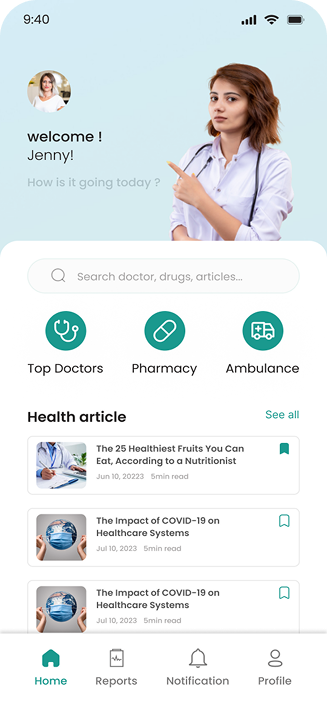 9:40
welcome !
Jenny!
How is it going today ?
Search doctor, drugs, articles...
Top Doctors
Pharmacy
Ambulance
Health article
See all
The 25 Healthiest Fruits You Can
Eat, According to a Nutritionist
Jun 10, 20223 5min read
The Impact of COVID-19 on
Healthcare Systems
Jul 10, 2023 5min read
The Impact of COVID-19 on
Healthcare Systems
Jul 10, 2023 5min read
Home
Reports
Notification
Profile